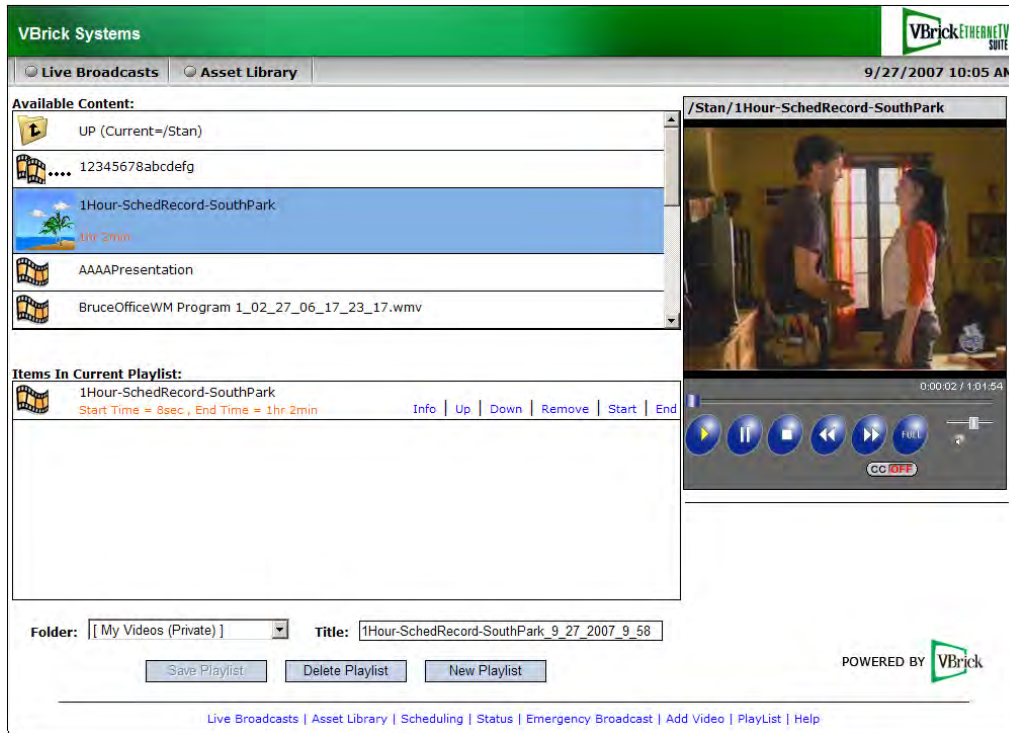 VBrick Systems
VBrick ETHERNETV SUITE
Live Broadcasts
Asset Library
9/27/2007 10:05 AM
Available Content:
UP (Current=/Stan)
12345678abcdefg
1Hour-SchedRecord-SouthPark
1hr 2min
AAAAPresentation
BruceOfficeWM Program 1_02_27_06_17_23_17.wmv
/Stan/1Hour-SchedRecord-SouthPark
0:00:02 / 1:01:54
FULL
CC OFF
Items In Current Playlist:
1Hour-SchedRecord-SouthPark
Start Time = 8sec , End Time = 1hr 2min
Info | Up | Down | Remove | Start | End
Folder: [ My Videos (Private) ]
Title: 1Hour-SchedRecord-SouthPark_9_27_2007_9_58
Save Playlist
Delete Playlist
New Playlist
POWERED BY VBrick
Live Broadcasts | Asset Library | Scheduling | Status | Emergency Broadcast | Add Video | PlayList | Help